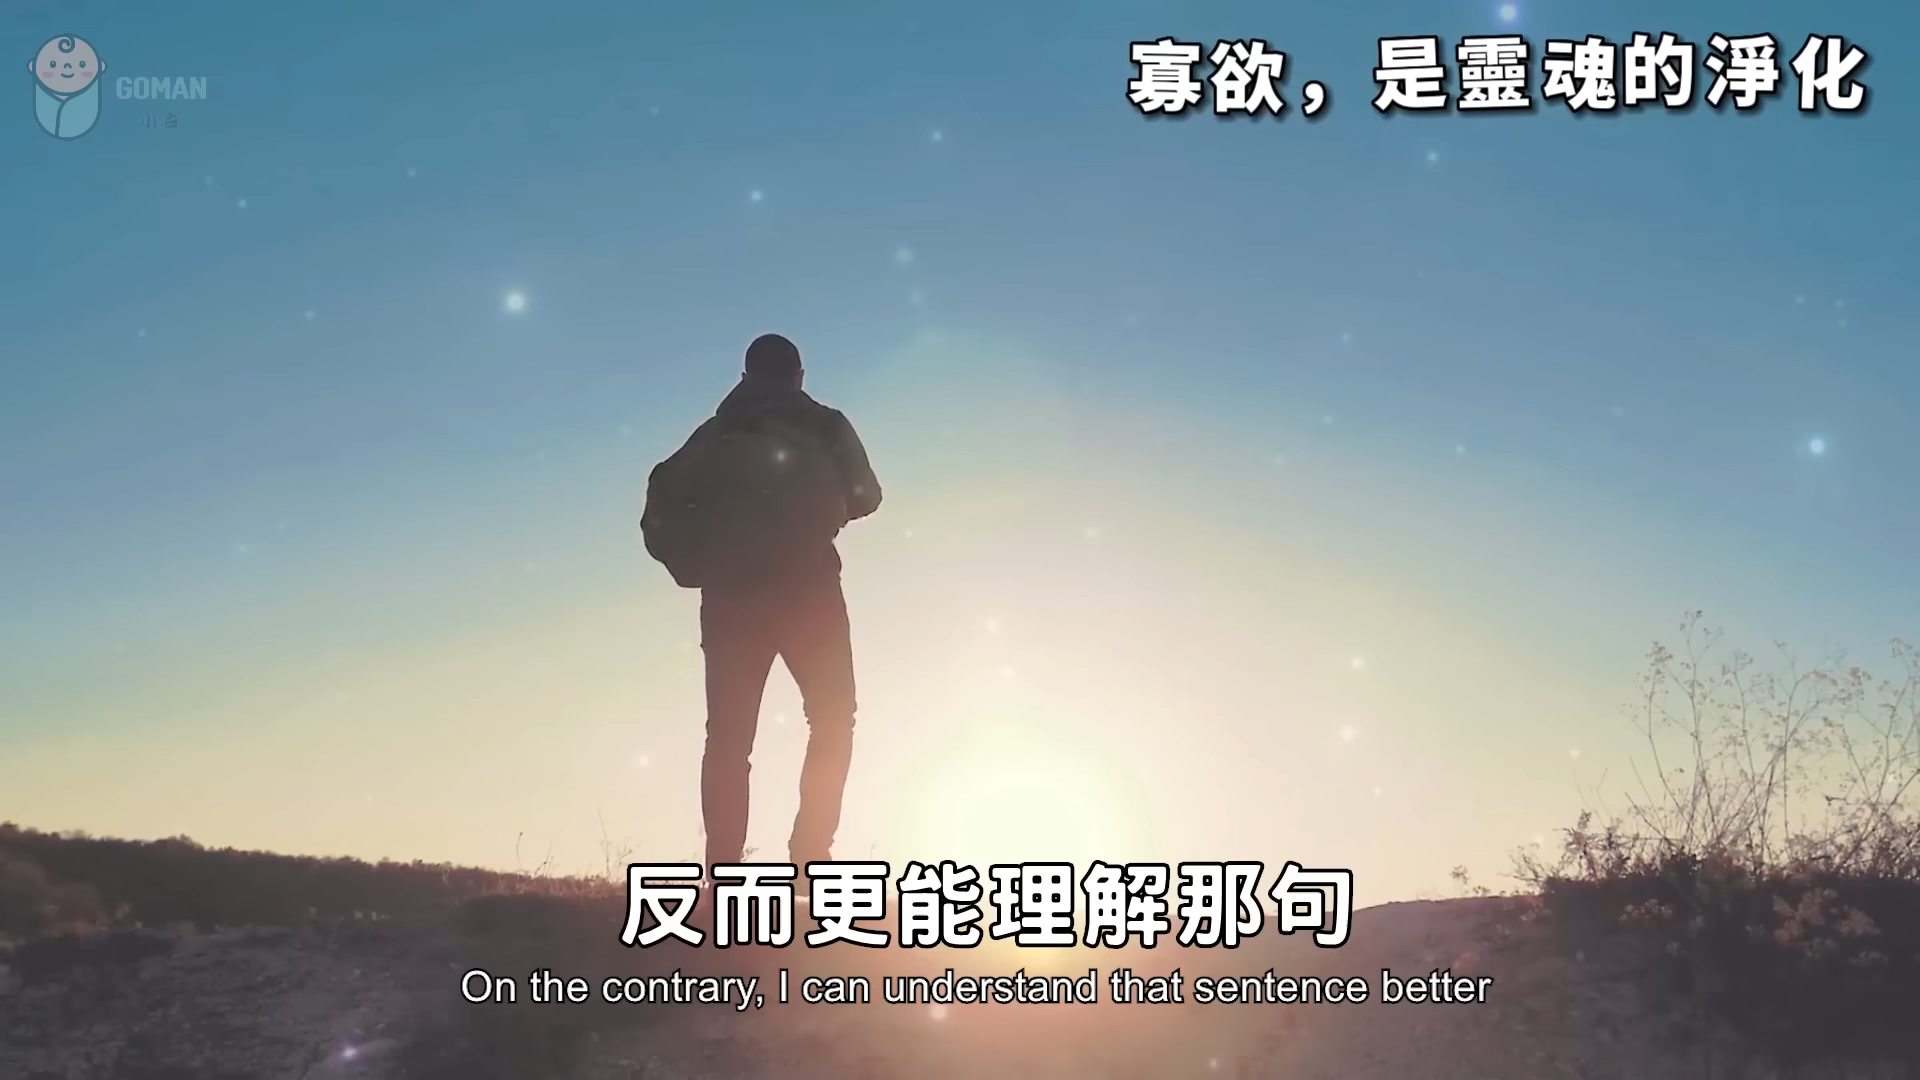 GOMAN
寡欲，是靈魂的淨化
反而更能理解那句
On the contrary, I can understand that sentence better